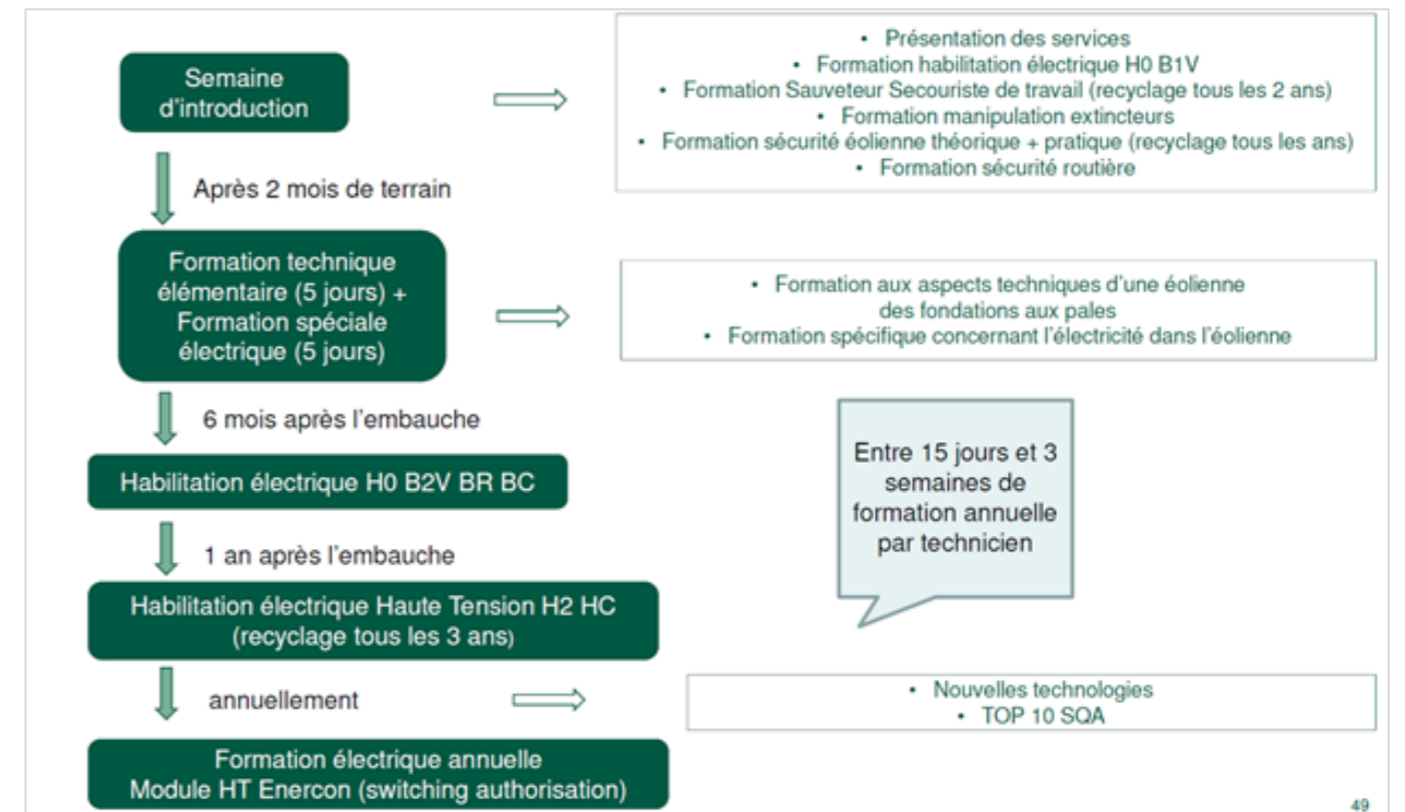 Semaine
d'introduction
• Présentation des services
• Formation habilitation électrique H0 B1V
• Formation Sauveteur Secouriste de travail (recyclage tous les 2 ans)
• Formation manipulation extincteurs
• Formation sécurité éolienne théorique + pratique (recyclage tous les ans)
• Formation sécurité routière
Après 2 mois de terrain
Formation technique
élémentaire (5 jours) +
Formation spéciale
électrique (5 jours)
• Formation aux aspects techniques d'une éolienne
des fondations aux pales
• Formation spécifique concernant l'électricité dans l'éolienne
6 mois après l'embauche
Habilitation électrique H0 B2V BR BC
Entre 15 jours et 3
semaines de
formation annuelle
par technicien
1 an après l'embauche
Habilitation électrique Haute Tension H2 HC
(recyclage tous les 3 ans)
annuellement
• Nouvelles technologies
• TOP 10 SQA
Formation électrique annuelle
Module HT Enercon (switching authorisation)
49